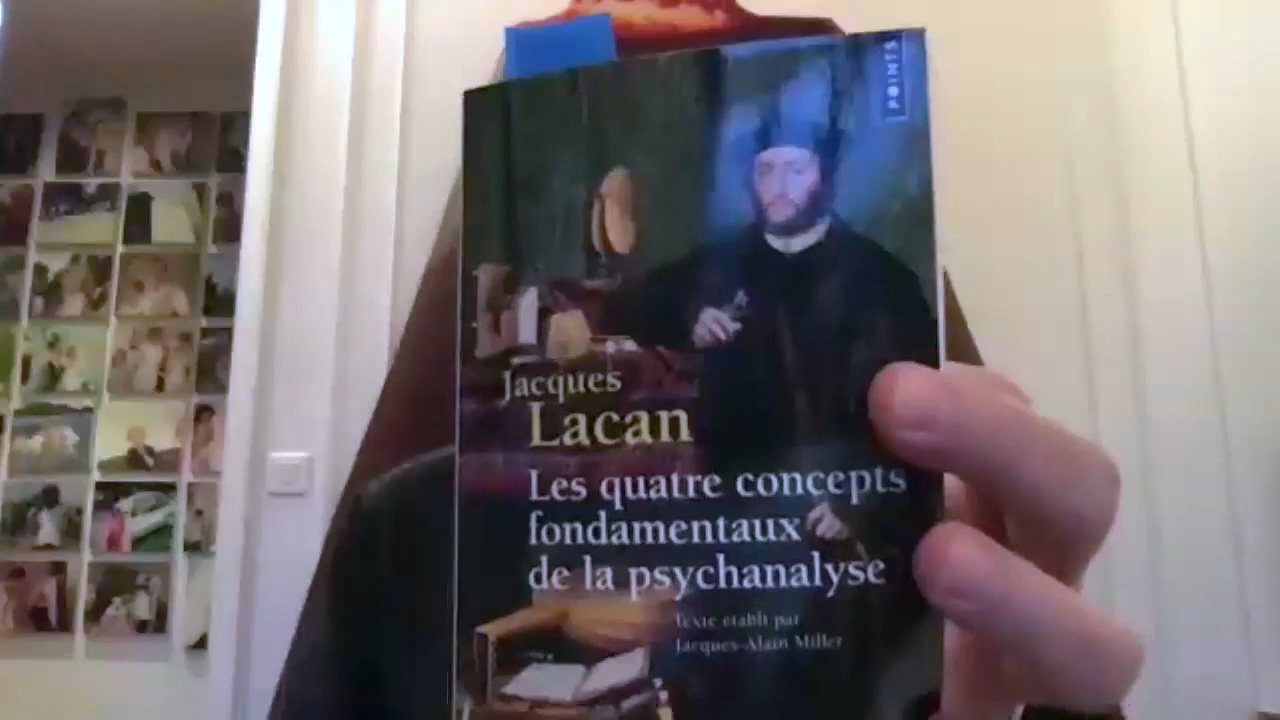 POINTS
Jacques
Lacan
Les quatre concepts
fondamentaux
de la psychanalyse
Texte établi par
Jacques-Alain Miller